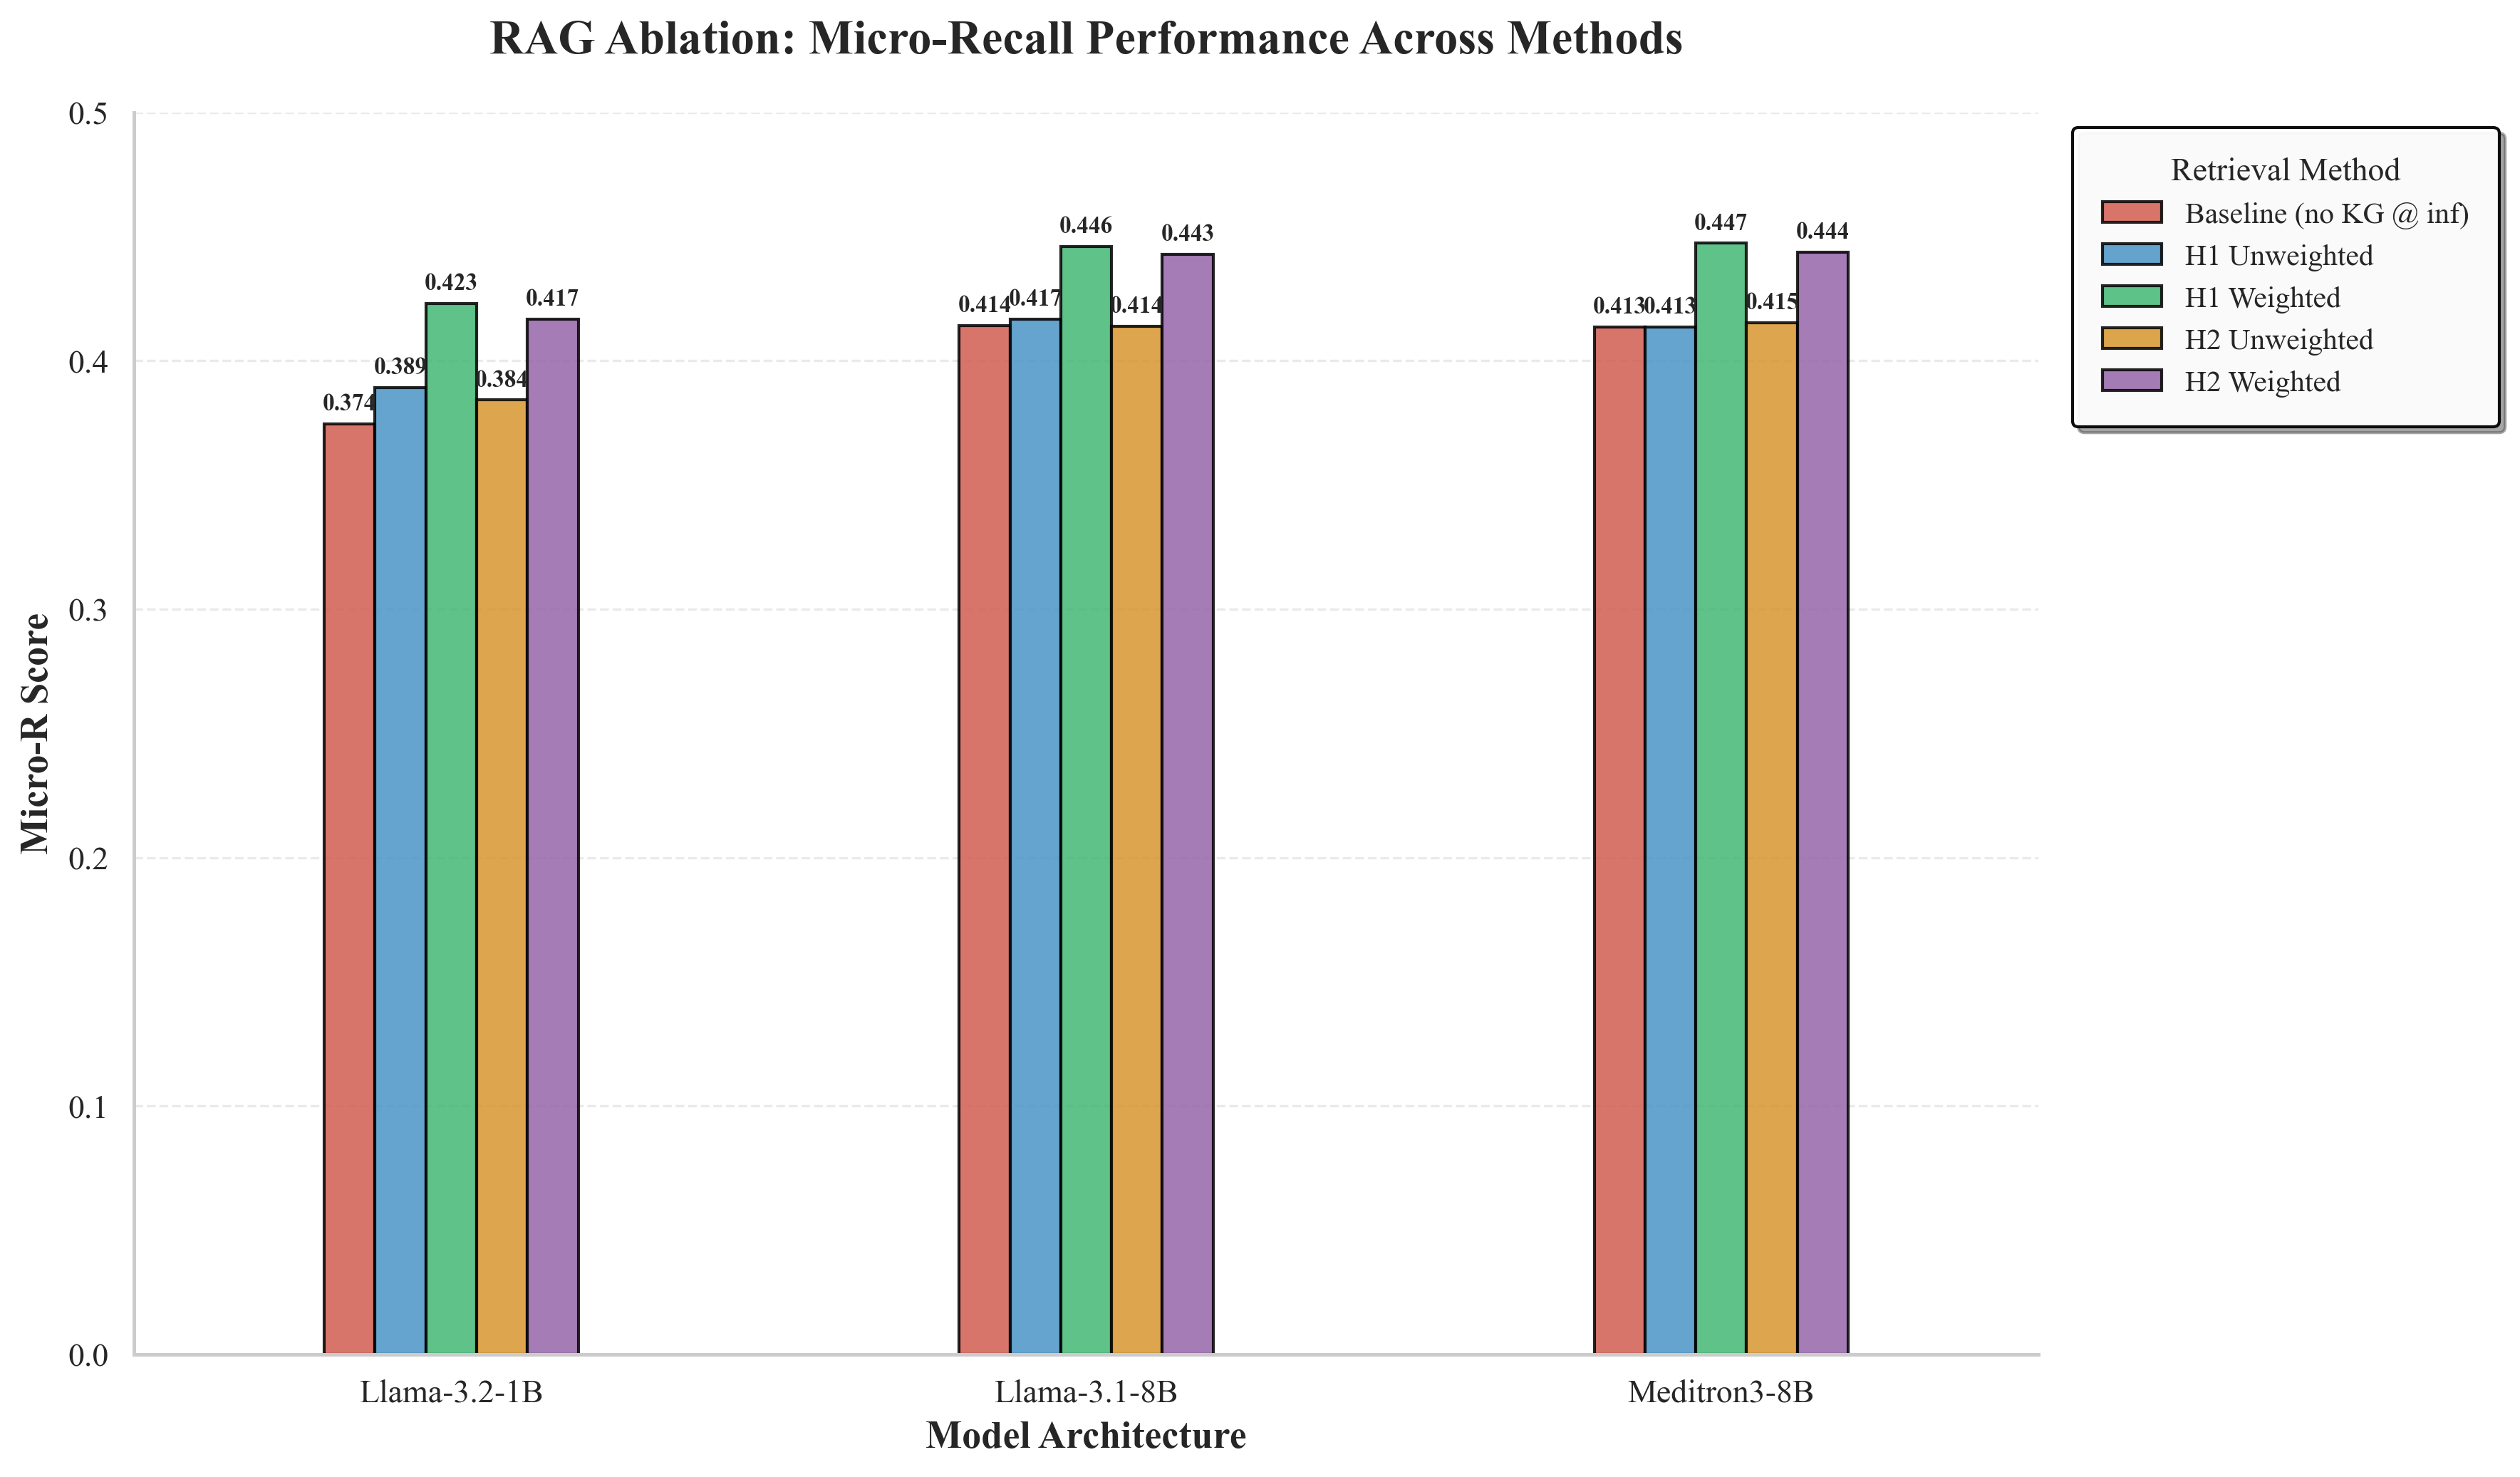 RAG Ablation: Micro-Recall Performance Across Methods
Micro-R Score
0.5
0.4
0.3
0.2
0.1
0.0
0.374
0.389
0.423
0.384
0.417
0.414
0.417
0.446
0.414
0.443
0.413
0.413
0.447
0.415
0.444
Llama-3.2-1B
Llama-3.1-8B
Meditron3-8B
Model Architecture
Retrieval Method
Baseline (no KG @ inf)
H1 Unweighted
H1 Weighted
H2 Unweighted
H2 Weighted